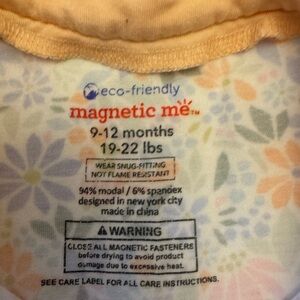 eco-friendly
magnetic me™
9-12 months
19-22 lbs
WEAR SNUG-FITTING
NOT FLAME RESISTANT
94% modal / 6% spandex
designed in new york city
made in china
⚠ WARNING
CLOSE ALL MAGNETIC FASTENERS
before drying to avoid product
damage due to excessive heat.
SEE CARE LABEL FOR ALL CARE INSTRUCTIONS.